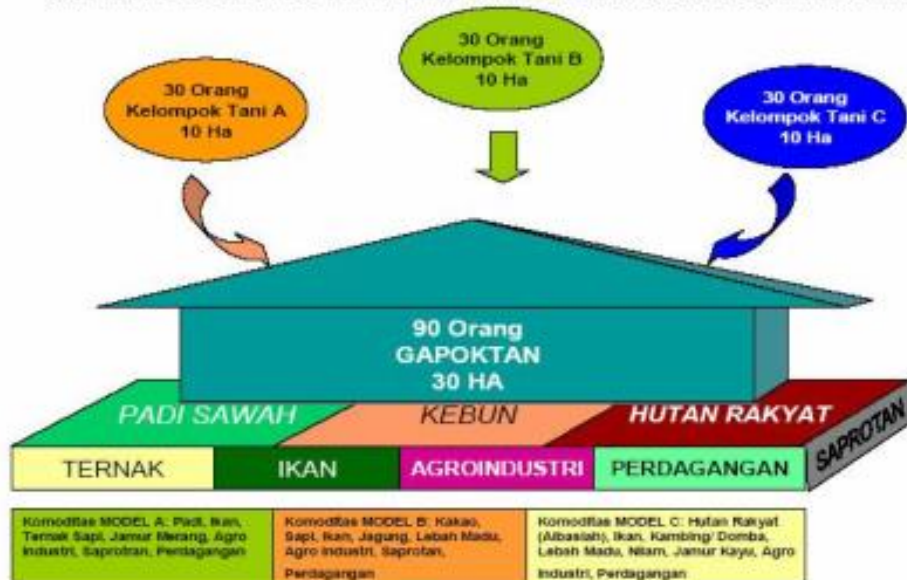 30 Orang
Kelompok Tani A
10 Ha
30 Orang
Kelompok Tani B
10 Ha
30 Orang
Kelompok Tani C
10 Ha
90 Orang
GAPOKTAN
30 HA
PADI SAWAH
KEBUN
HUTAN RAKYAT
TERNAK
IKAN
AGROINDUSTRI
PERDAGANGAN
SAPROTAN
Komoditas MODEL A: Padi, Ikan,
Ternak Sapi, Jamur Merang, Agro
Industri, Saprotran, Perdagangan
Komoditas MODEL B: Kakao,
Sapi, Ikan, Jagung, Lebah Madu,
Agro Industri, Saprotan,
Perdagangan
Komoditas MODEL C: Hutan Rakyat
(Albasiah), Ikan, Kambing/ Domba,
Lebah Madu, Nilam, Jamur Kayu, Agro
Industri, Perdagangan